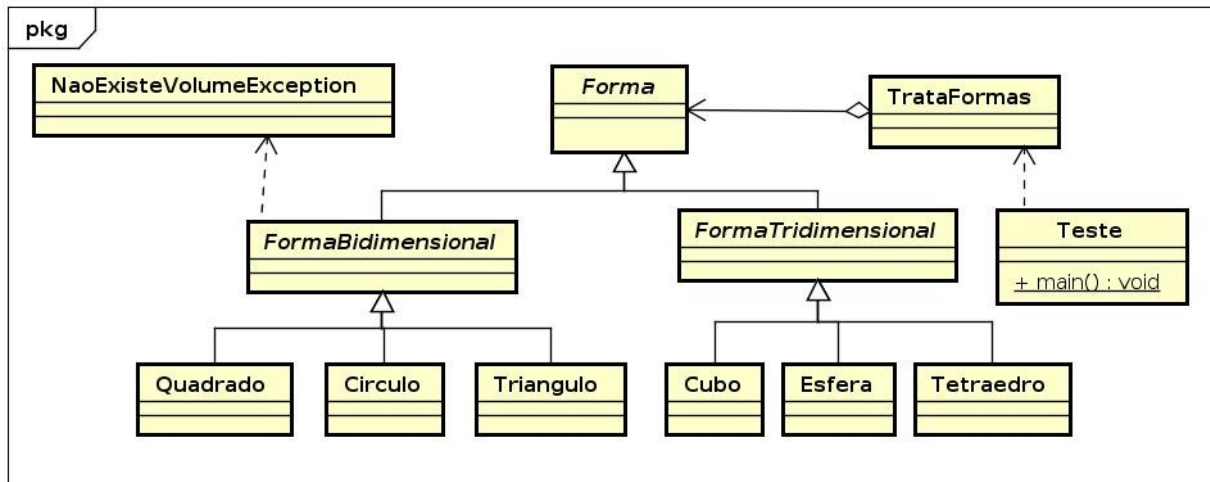 pkg
NaoExisteVolumeException
Forma
TrataFormas
FormaBidimensional
FormaTridimensional
Teste
+ main() : void
Quadrado
Circulo
Triangulo
Cubo
Esfera
Tetraedro